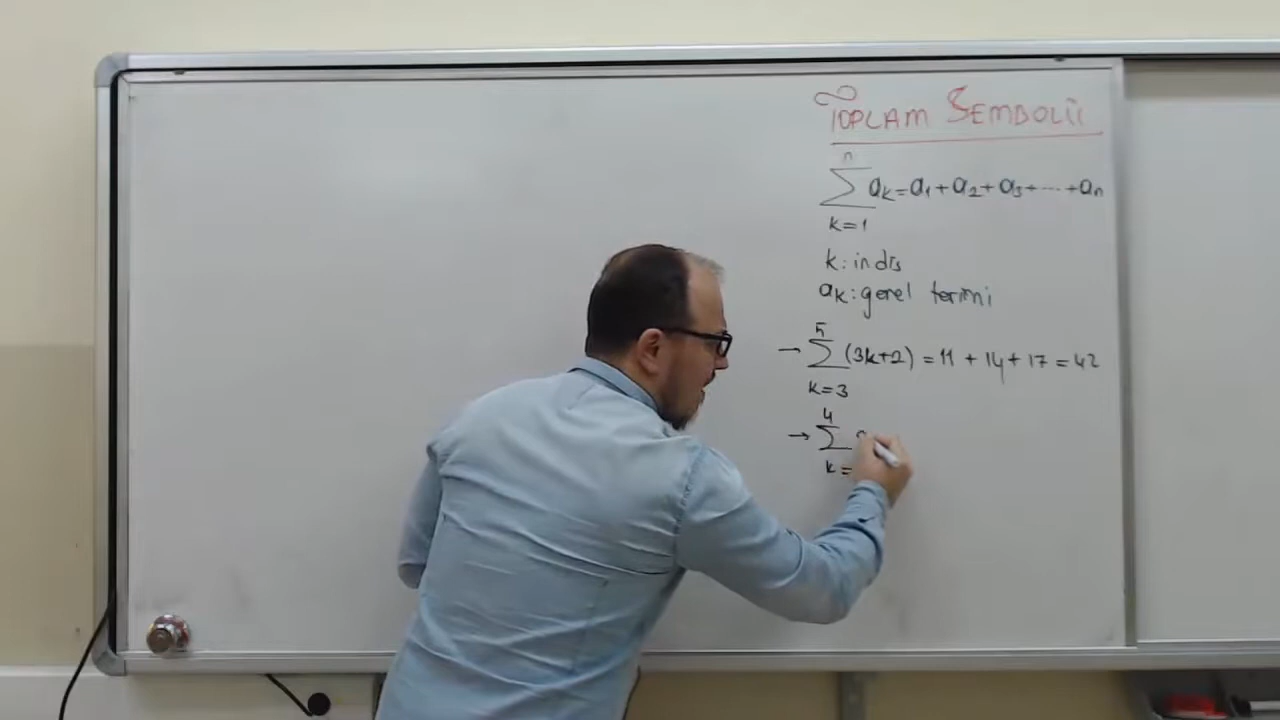 TOPLAM SEMBOLÜ
n
∑ ak = a1 + a2 + a3 + ... + an
k=1
k: indis
ak: genel terimi
5
→ ∑ (3k+2) = 11 + 14 + 17 = 42
k=3
4
→ ∑
k=